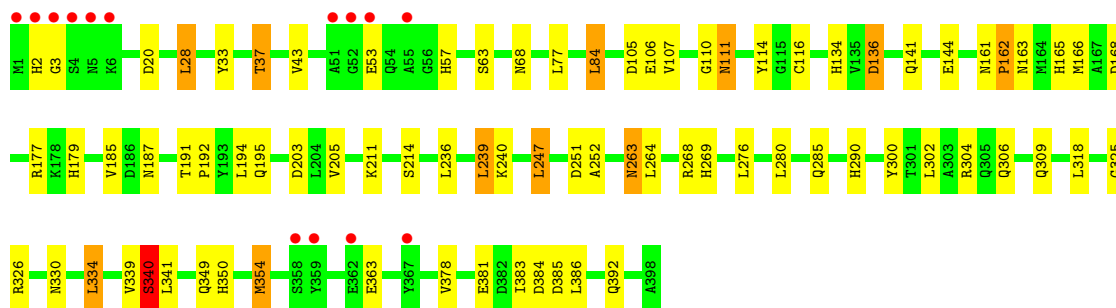 M1 H2 G3 S4 N5 K6 D20 L28 Y33 T37 V43 A51 G52 E53 Q54 A55 G56 H57 S63 N68 L77 L84 D105 E106 V107 G110 N111 Y114 G115 C116 H134 V135 D136 Q141 E144 N161 P162 N163 M164 H165 M166 A167 D168
R177 K178 H179 V185 D186 N187 T191 P192 Y193 L194 Q195 D203 L204 V205 K211 S214 L236 L239 K240 L247 D251 A252 N263 L264 R268 H269 L276 L280 Q285 H290 Y300 T301 L302 A303 R304 Q305 Q306 Q309 L318 G325
R326 N330 L334 V339 S340 L341 Q349 H350 M354 S358 Y359 E362 E363 Y367 V378 E381 D382 I383 D384 D385 L386 Q392 A398